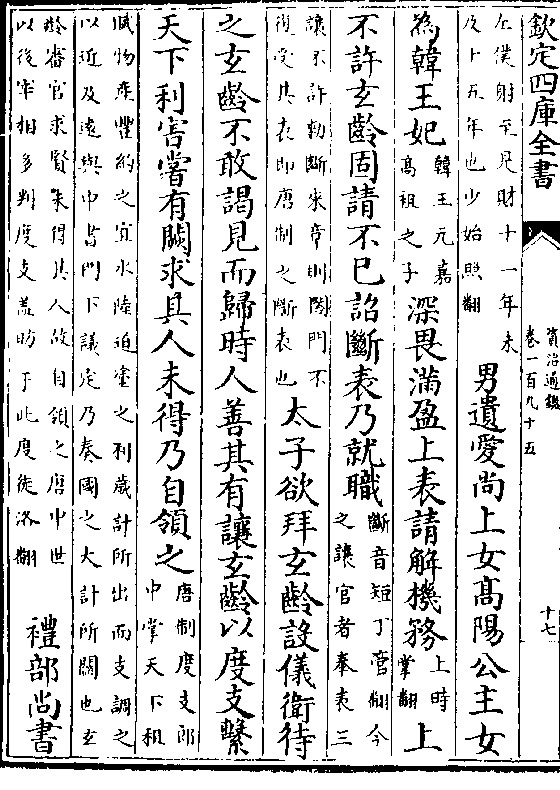 欽定四庫全書
資治通鑑
卷一百九十五
十七
左僕射至是財十一年未
及十五年也少始照翻
男遺愛尚上女髙陽公主女
為韓王妃
韓王元嘉
髙祖之子
深畏滿盈上表請解機務
上時
掌翻
上
不許玄齡固請不已詔斷表乃就職
斷音短丁管翻今
之讓官者奉表三
讓不許勅斷來章則閤門不
復受其表即唐制之斷表也
太子欲拜玄齡設儀衛待
之玄齡不敢謁見而歸時人善其有讓玄齡以度支繫
天下利害嘗有闕求其人未得乃自領之
唐制度支郎
中掌天下租
賦物産豐約之宜水陸道塗之利歲計所出而支調之
以近及遠與中書門下議定乃奏國之大計所關也玄
齡審官求賢未得其人故自領之唐中世
以後宰相多判度支葢昉于此度徒洛翻
禮部尚書